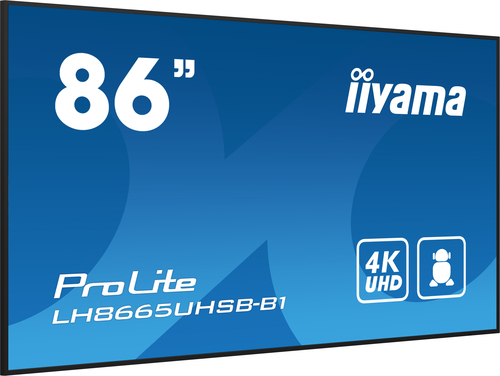 86”
iiyama
ProLite
LH8665UHSB-B1
4K
UHD